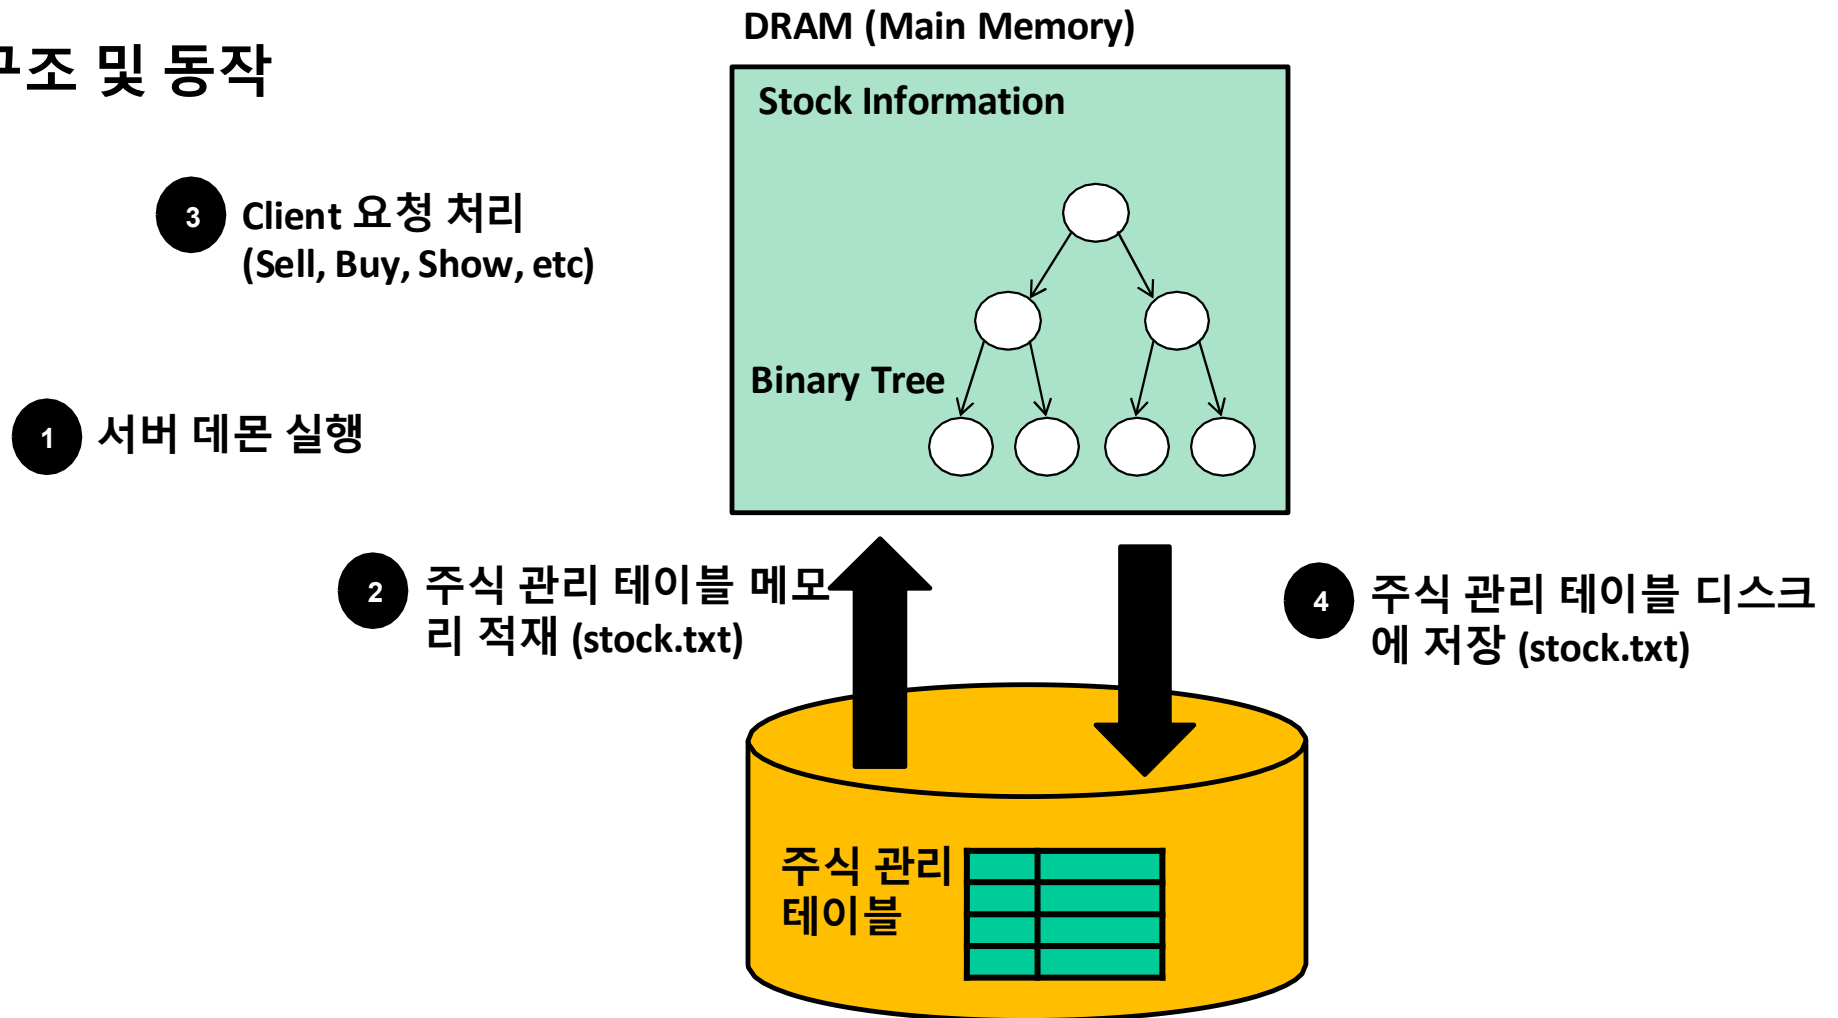 DRAM (Main Memory)
구조 및 동작
Stock Information
3 Client 요청 처리
(Sell, Buy, Show, etc)
Binary Tree
1 서버 데몬 실행
2 주식 관리 테이블 메모
리 적재 (stock.txt)
4 주식 관리 테이블 디스크
에 저장 (stock.txt)
주식 관리
테이블